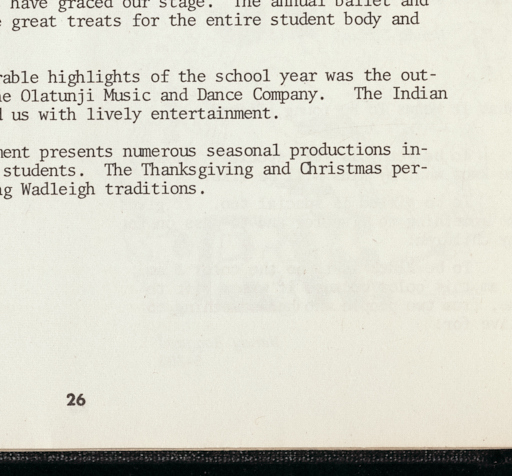 have graced our stage. The annual ballet and
great treats for the entire student body and
rable highlights of the school year was the out-
e Olatunji Music and Dance Company. The Indian
us with lively entertainment.
ment presents numerous seasonal productions in-
students. The Thanksgiving and Christmas per-
g Wadleigh traditions.
26